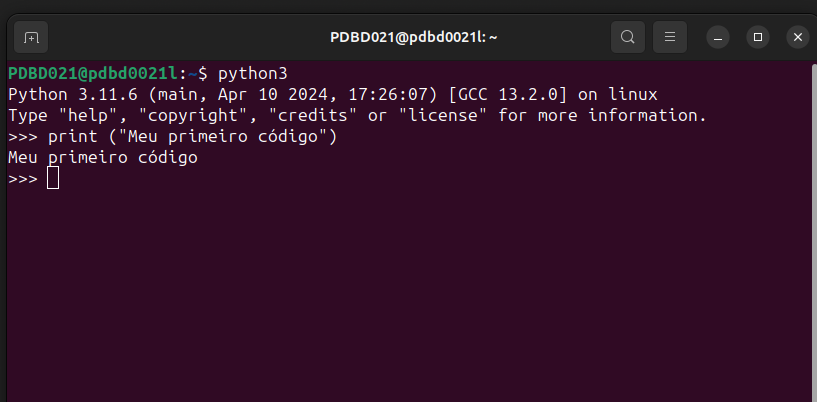 PDBD021@pdbd0021l: ~
PDBD021@pdbd0021l:~$ python3
Python 3.11.6 (main, Apr 10 2024, 17:26:07) [GCC 13.2.0] on linux
Type "help", "copyright", "credits" or "license" for more information.
>>> print ("Meu primeiro código")
Meu primeiro código
>>>